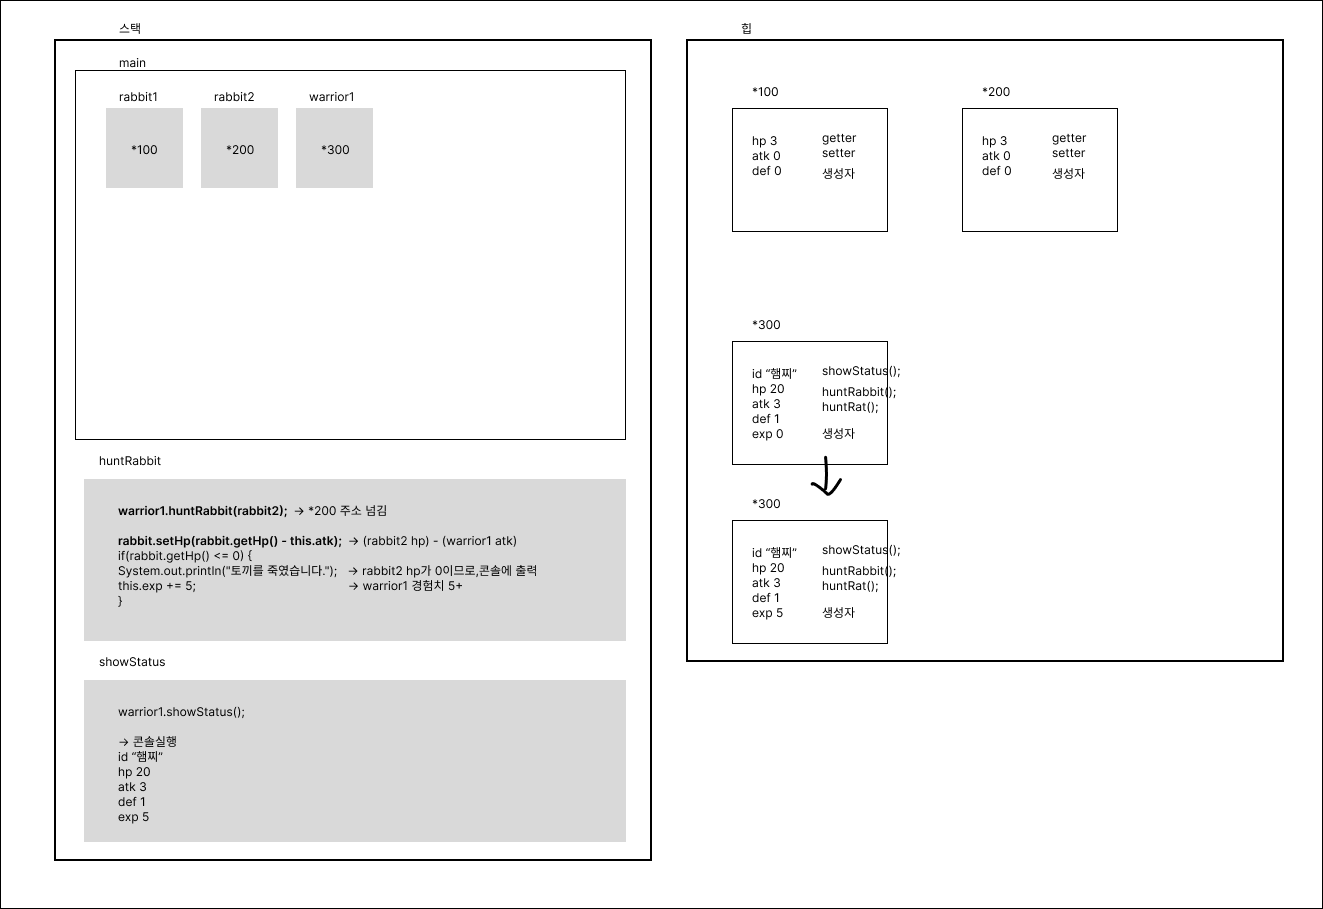 스택
main
rabbit1 rabbit2 warrior1
*100 *200 *300
huntRabbit
warrior1.huntRabbit(rabbit2); → *200 주소 넘김
rabbit.setHp(rabbit.getHp() - this.atk); → (rabbit2 hp) - (warrior1 atk)
if(rabbit.getHp() <= 0) {
System.out.println("토끼를 죽였습니다."); → rabbit2 hp가 0이므로,콘솔에 출력
this.exp += 5; → warrior1 경험치 5+
}
showStatus
warrior1.showStatus();
→ 콘솔실행
id “햄찌”
hp 20
atk 3
def 1
exp 5
힙
*100
hp 3
atk 0
def 0
getter
setter
생성자
*200
hp 3
atk 0
def 0
getter
setter
생성자
*300
id “햄찌”
hp 20
atk 3
def 1
exp 0
showStatus();
huntRabbit();
huntRat();
생성자
*300
id “햄찌”
hp 20
atk 3
def 1
exp 5
showStatus();
huntRabbit();
huntRat();
생성자